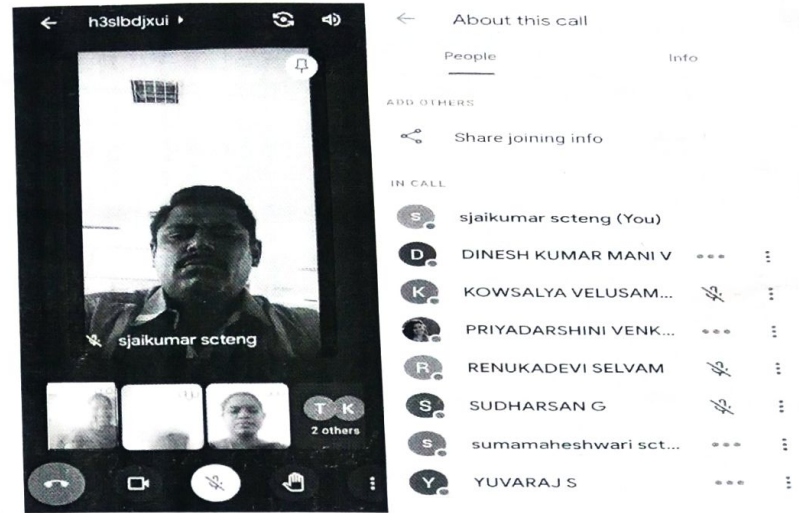 h3slbdjxui
sjaikumar scteng
T K
2 others
About this call
People Info
ADD OTHERS
Share joining info
IN CALL
S sjaikumar scteng (You)
D DINESH KUMAR MANI V
K KOWSALYA VELUSAM...
PRIYADARSHINI VENK...
R RENUKADEVI SELVAM
S SUDHARSAN G
s sumamaheshwari sct...
Y YUVARAJ S